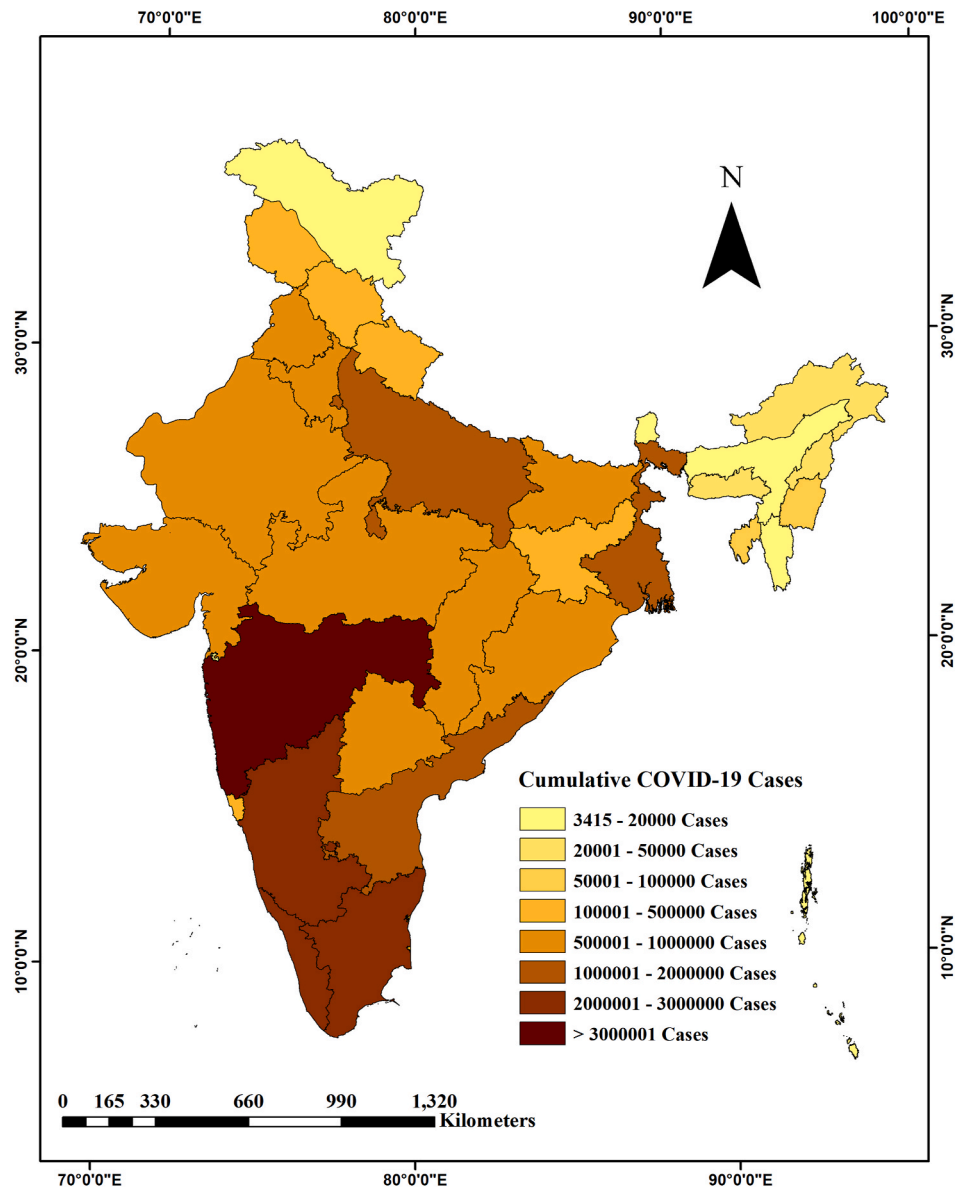 70°0'0"E 80°0'0"E 90°0'0"E 100°0'0"E
N
30°0'0"N 30°0'0"N
20°0'0"N 20°0'0"N
10°0'0"N 10°0'0"N
Cumulative COVID-19 Cases
3415 - 20000 Cases
20001 - 50000 Cases
50001 - 100000 Cases
100001 - 500000 Cases
500001 - 1000000 Cases
1000001 - 2000000 Cases
2000001 - 3000000 Cases
> 3000001 Cases
0 165 330 660 990 1,320
Kilometers
70°0'0"E 80°0'0"E 90°0'0"E